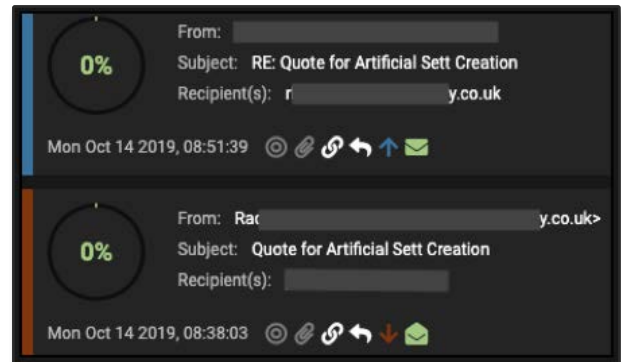 From:
0%
Subject: RE: Quote for Artificial Sett Creation
Recipient(s): r y.co.uk
Mon Oct 14 2019, 08:51:39
From: Rac y.co.uk>
0%
Subject: Quote for Artificial Sett Creation
Recipient(s):
Mon Oct 14 2019, 08:38:03